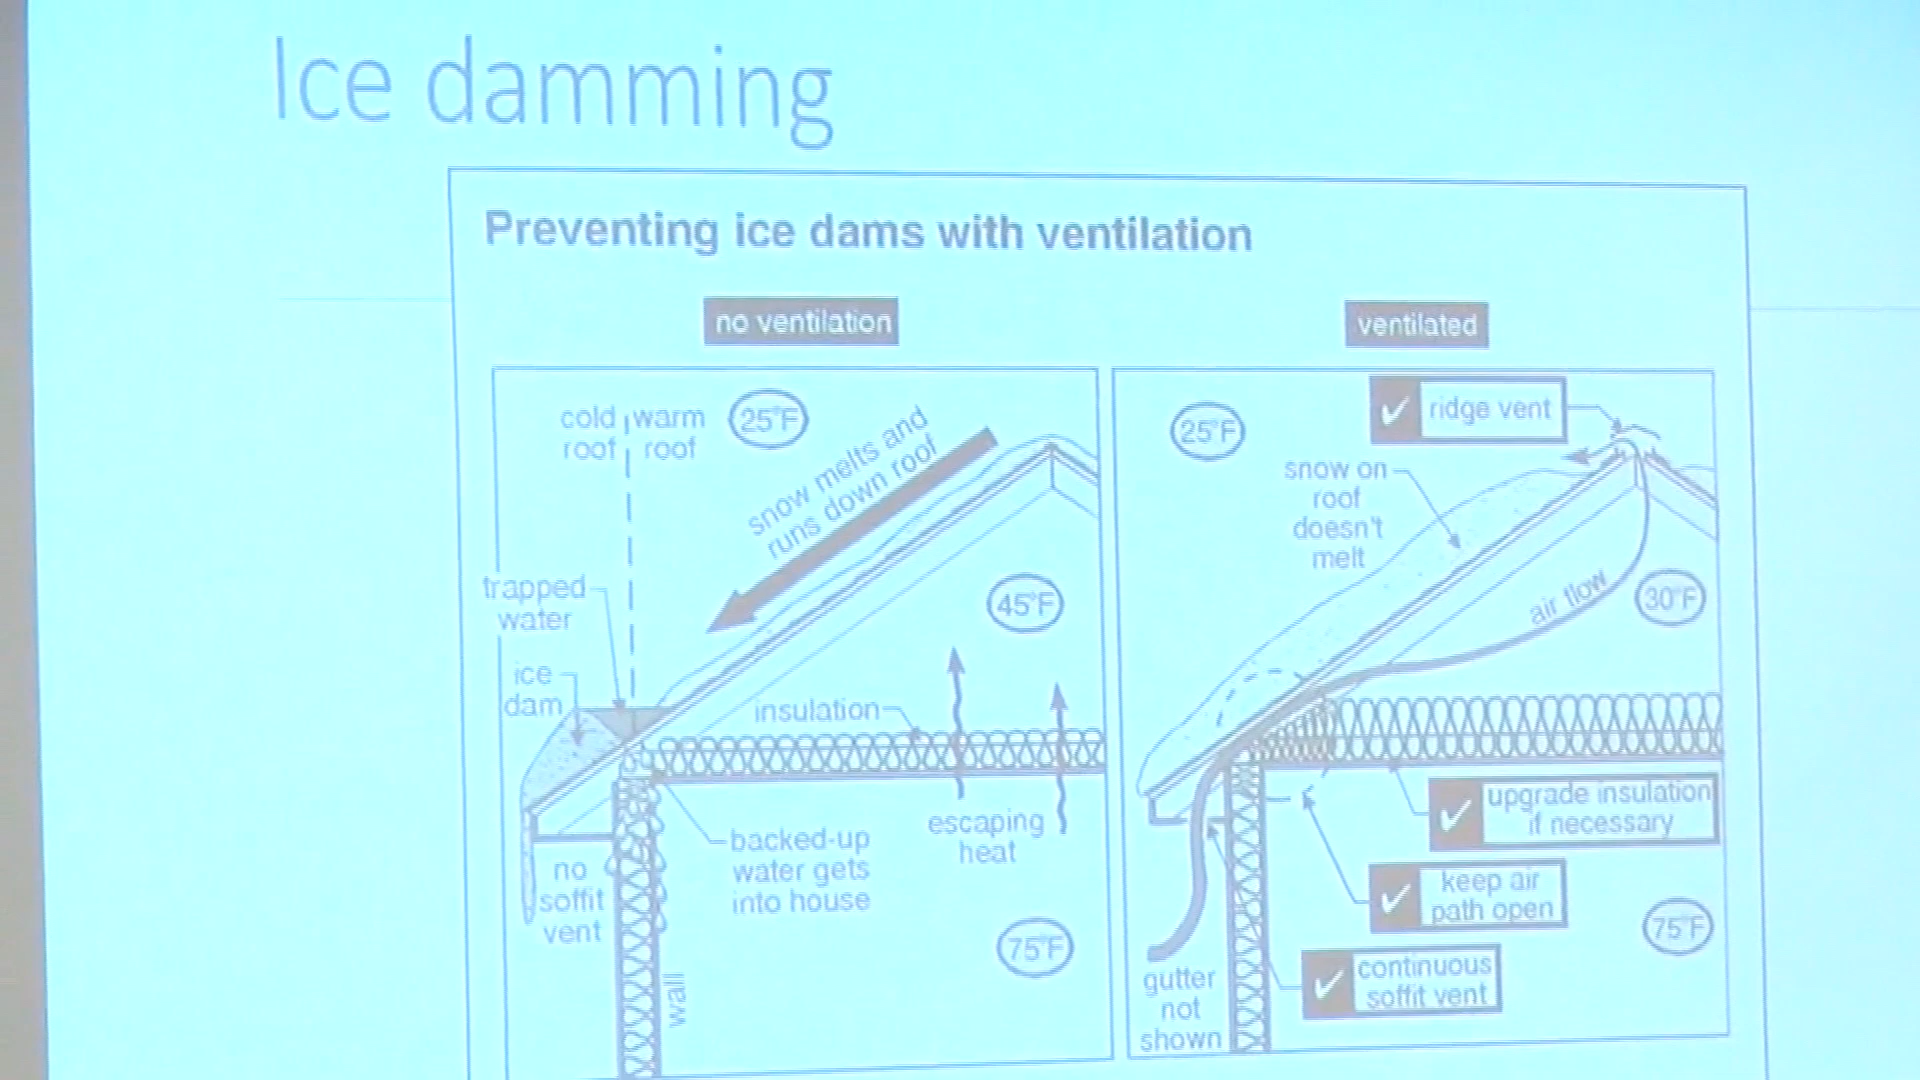 Ice damming
Preventing ice dams with ventilation
no ventilation
cold
roof
warm
roof
25°F
snow melts and
runs down roof
trapped
water
ice
dam
45°F
insulation
escaping
heat
backed-up
water gets
into house
no
soffit
vent
75°F
wall
ventilated
25°F
✓ ridge vent
snow on
roof
doesn't
melt
air flow
30°F
✓ upgrade insulation
if necessary
✓ keep air
path open
75°F
✓ continuous
soffit vent
gutter
not
shown